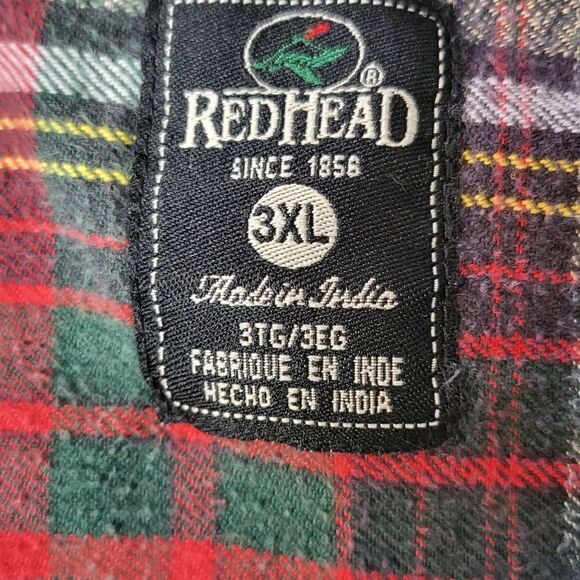 ®
REDHEAD
SINCE 1856
3XL
Made in India
3TG/3EG
FABRIQUE EN INDE
HECHO EN INDIA